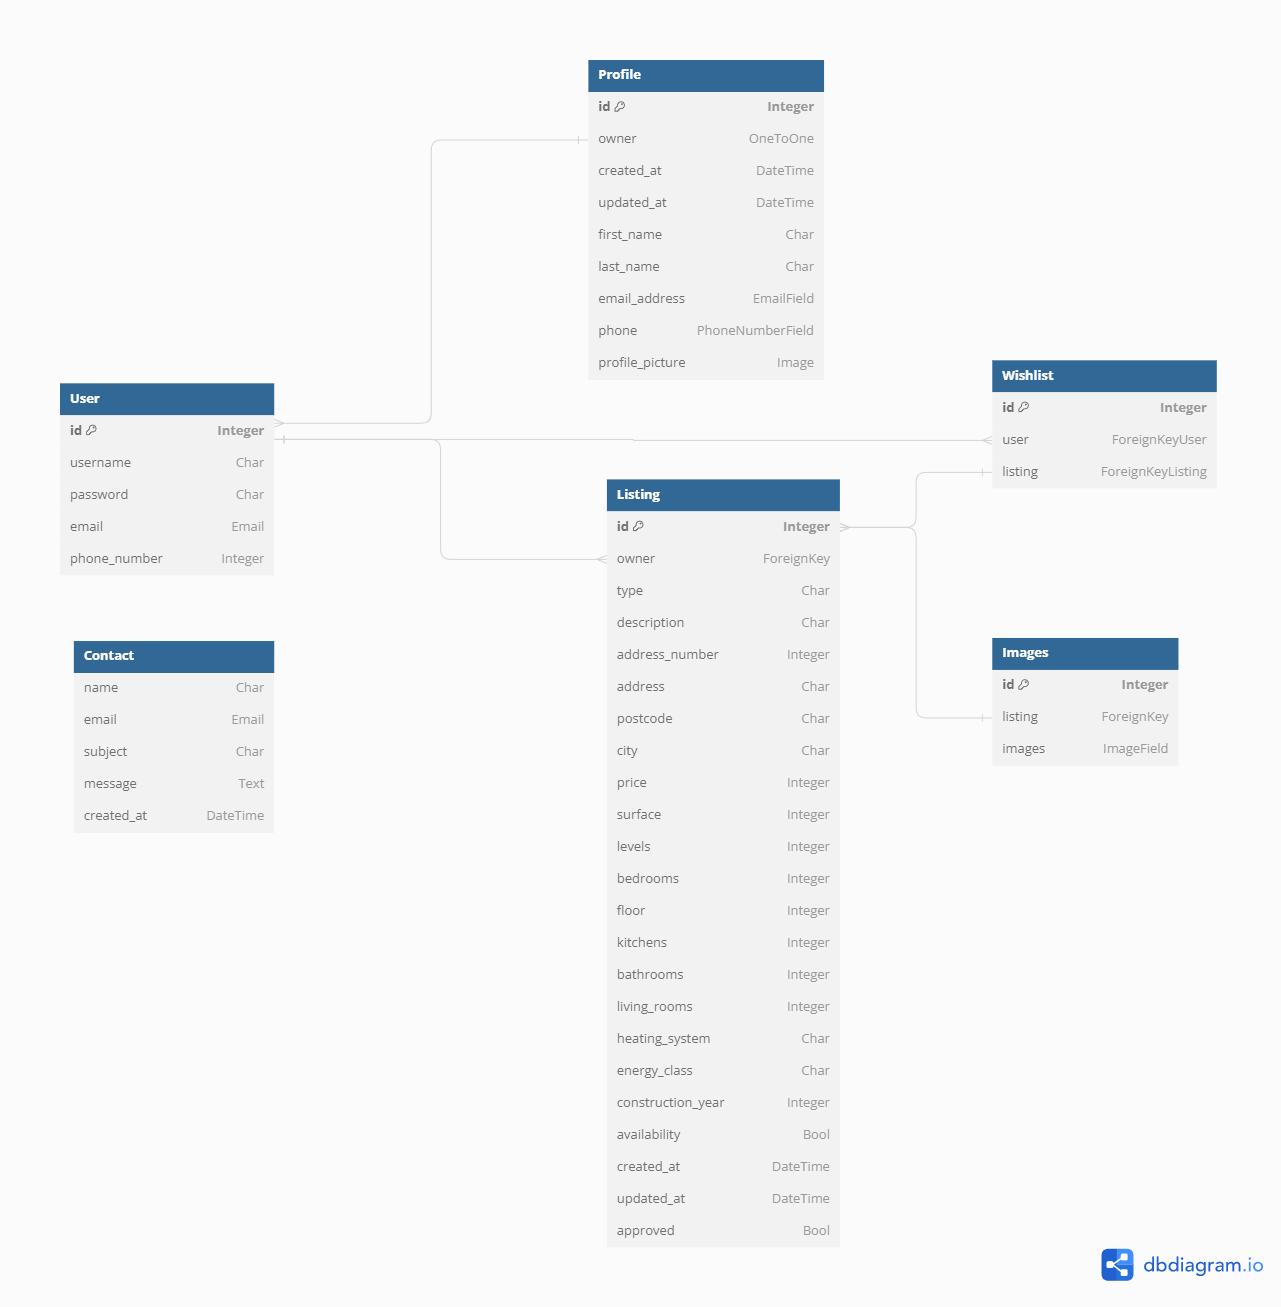 Profile
id Integer
owner OneToOne
created_at DateTime
updated_at DateTime
first_name Char
last_name Char
email_address EmailField
phone PhoneNumberField
profile_picture Image
User
id Integer
username Char
password Char
email Email
phone_number Integer
Wishlist
id Integer
user ForeignKeyUser
listing ForeignKeyListing
Listing
id Integer
owner ForeignKey
type Char
description Char
address_number Integer
address Char
postcode Char
city Char
price Integer
surface Integer
levels Integer
bedrooms Integer
floor Integer
kitchens Integer
bathrooms Integer
living_rooms Integer
heating_system Char
energy_class Char
construction_year Integer
availability Bool
created_at DateTime
updated_at DateTime
approved Bool
Contact
name Char
email Email
subject Char
message Text
created_at DateTime
Images
id Integer
listing ForeignKey
images ImageField
dbdiagram.io